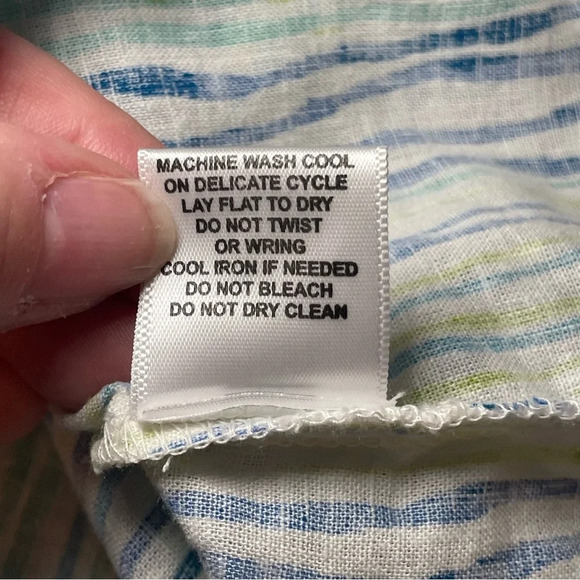 MACHINE WASH COOL
ON DELICATE CYCLE
LAY FLAT TO DRY
DO NOT TWIST
OR WRING
COOL IRON IF NEEDED
DO NOT BLEACH
DO NOT DRY CLEAN